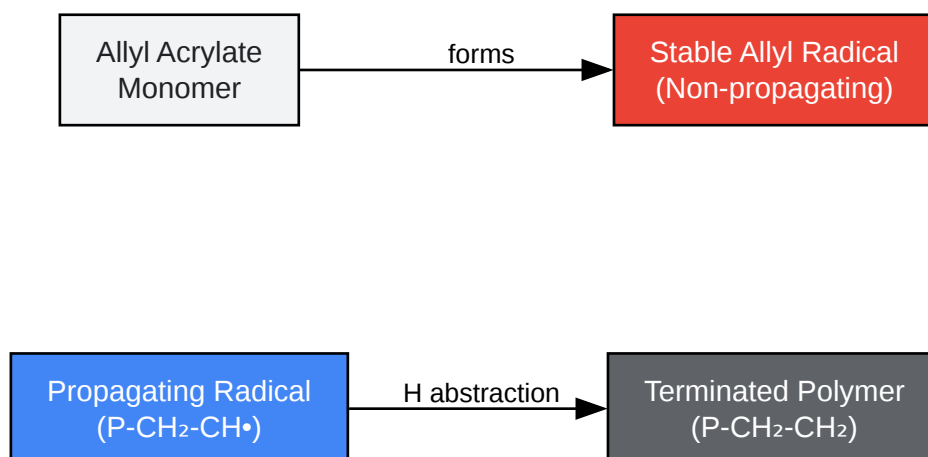 Allyl Acrylate
Monomer
forms
Stable Allyl Radical
(Non-propagating)
Propagating Radical
(P-CH₂-CH•)
H abstraction
Terminated Polymer
(P-CH₂-CH₂)